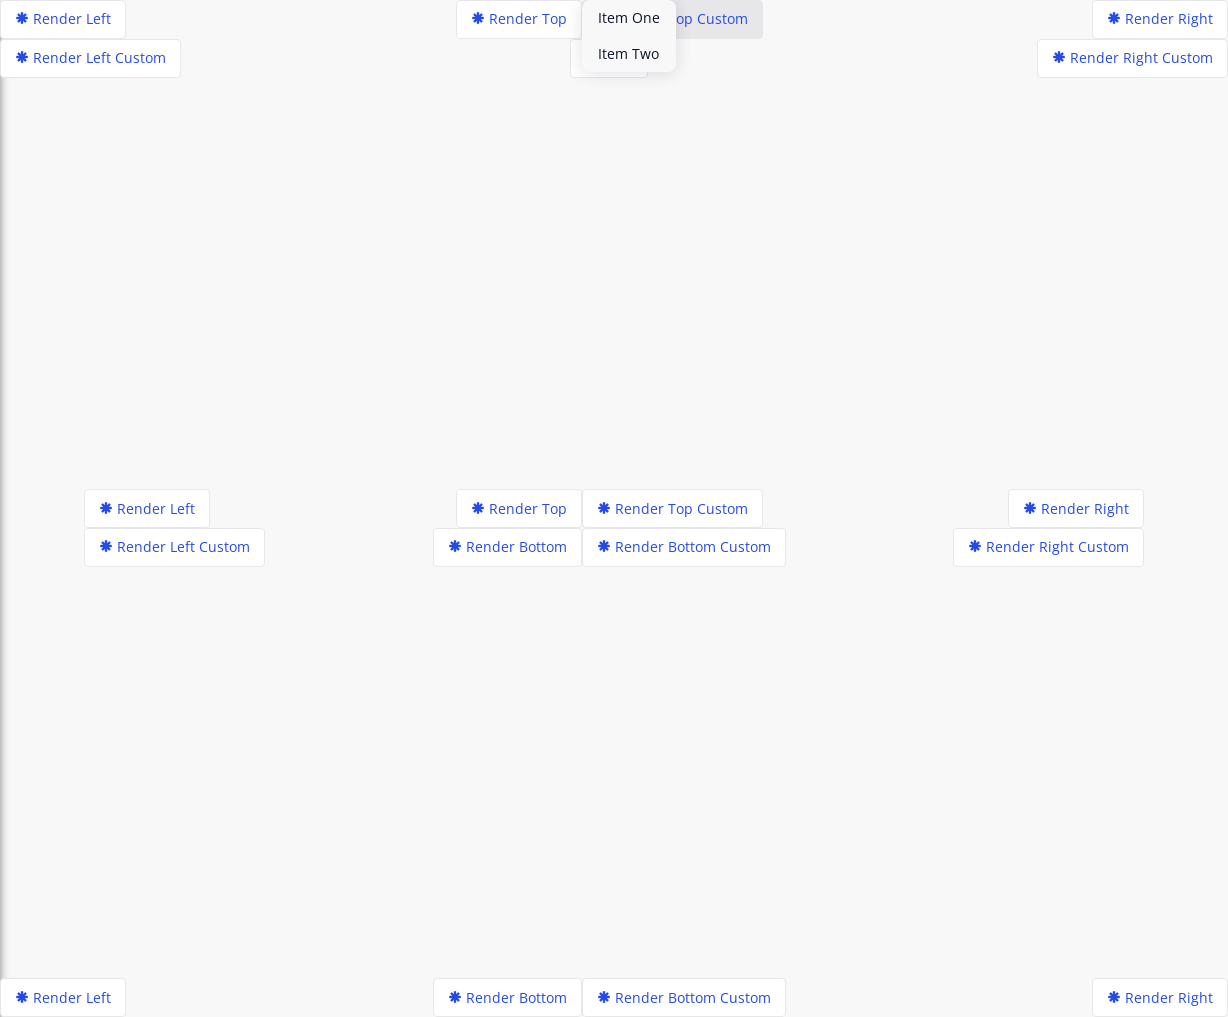 Render Left
Render Top
Item One
op Custom
Render Right
Render Left Custom
Item Two
Render Right Custom
Render Left
Render Top
Render Top Custom
Render Right
Render Left Custom
Render Bottom
Render Bottom Custom
Render Right Custom
Render Left
Render Bottom
Render Bottom Custom
Render Right